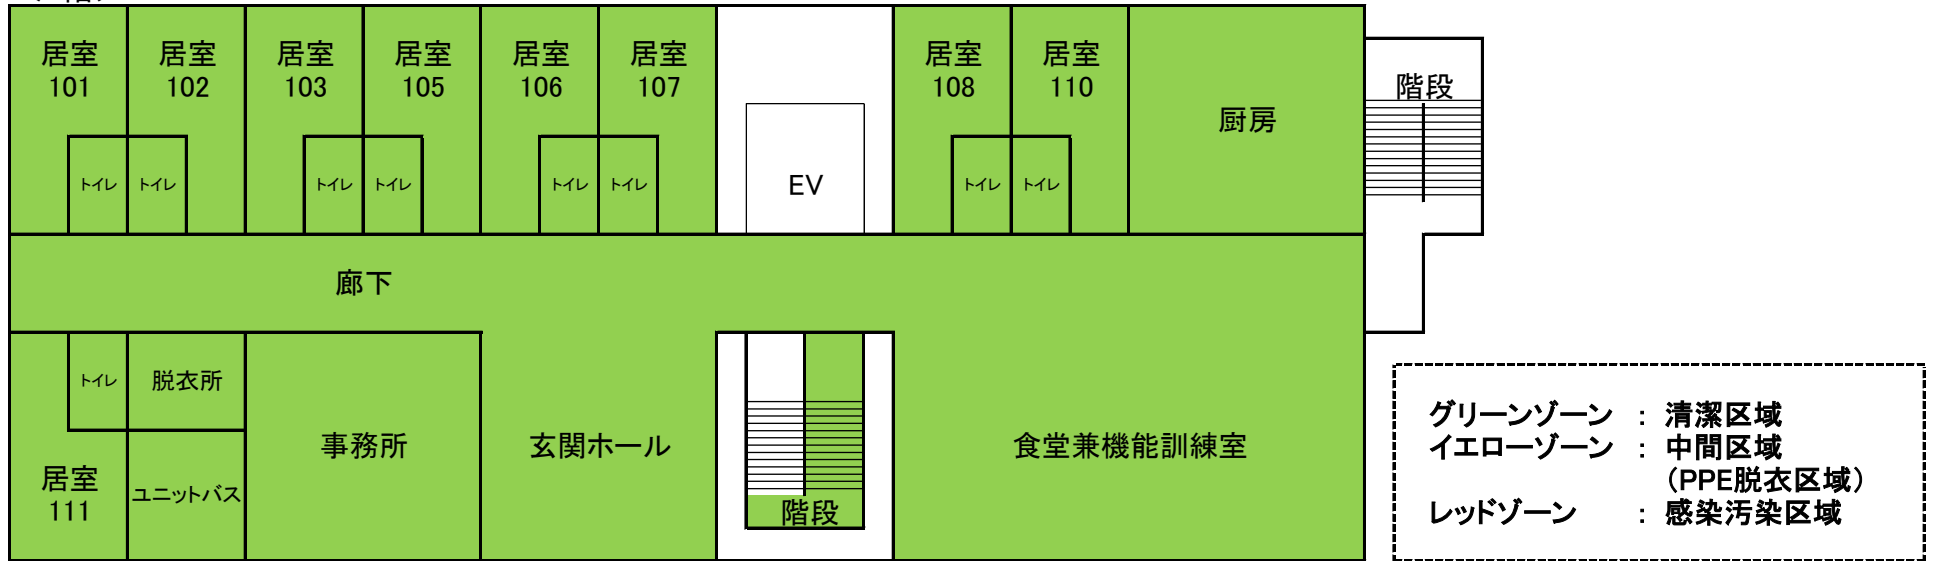 居室 101
居室 102
居室 103
居室 105
居室 106
居室 107
居室 108
居室 110
厨房
階段
トイレ
トイレ
トイレ
トイレ
トイレ
トイレ
EV
トイレ
トイレ
廊下
トイレ
脱衣所
事務所
玄関ホール
階段
食堂兼機能訓練室
居室 111
ユニットバス
グリーンゾーン : 清潔区域
イエローゾーン : 中間区域
(PPE脱衣区域)
レッドゾーン : 感染汚染区域